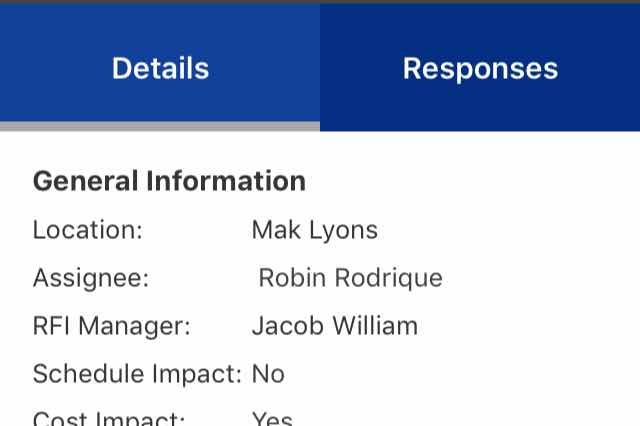 Details Responses
General Information
Location: Mak Lyons
Assignee: Robin Rodrique
RFI Manager: Jacob William
Schedule Impact: No
Cost Impact: Yes